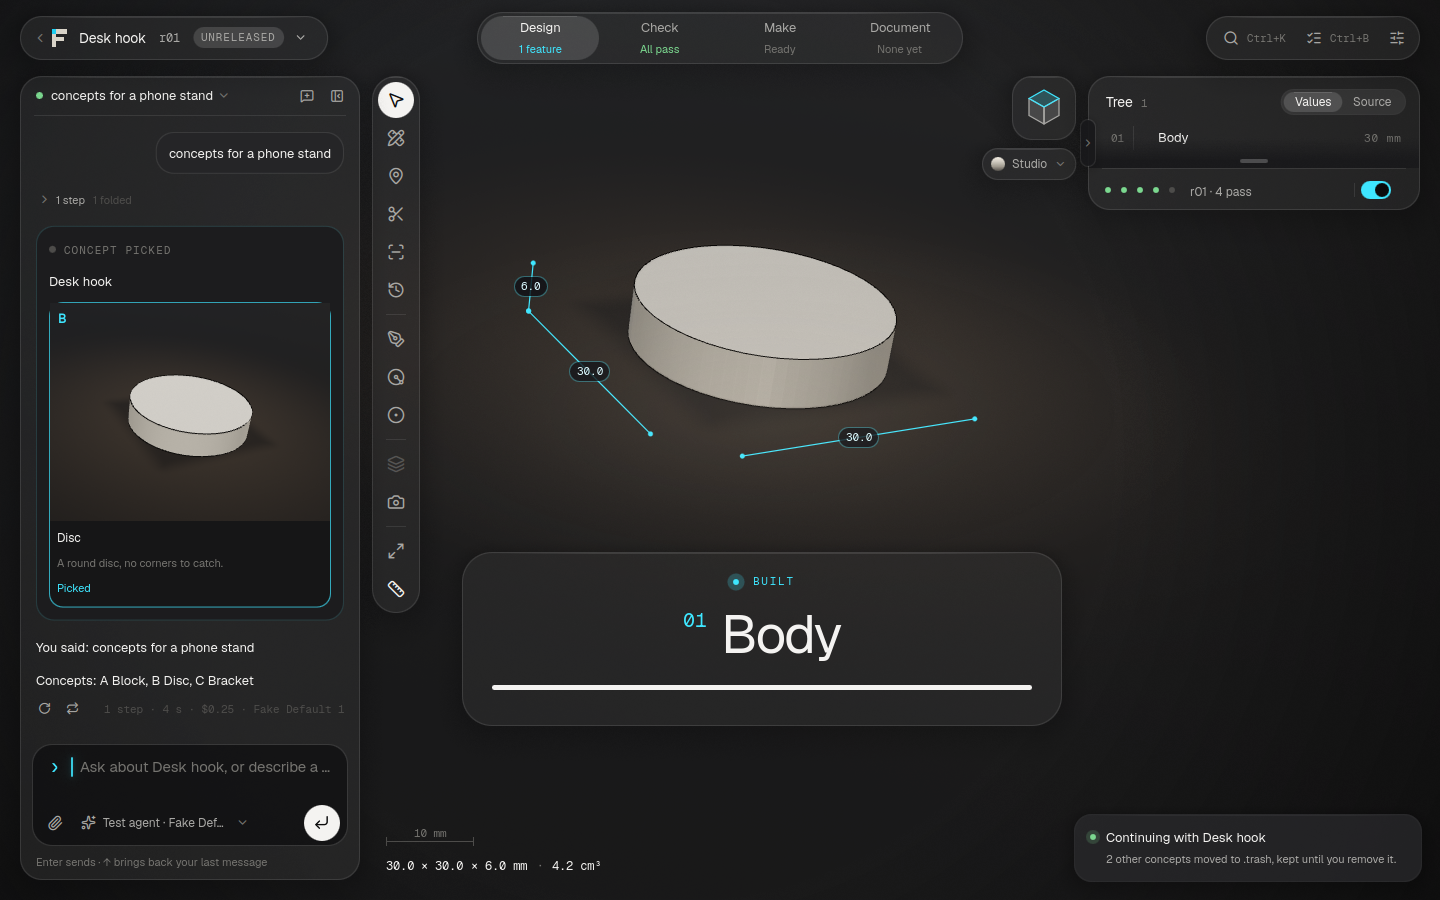 Desk hook r01 UNRELEASED
Design
1 feature
Check
All pass
Make
Ready
Document
None yet
Ctrl+K
Ctrl+B
concepts for a phone stand
concepts for a phone stand
1 step 1 folded
CONCEPT PICKED
Desk hook
B
Disc
A round disc, no corners to catch.
Picked
You said: concepts for a phone stand
Concepts: A Block, B Disc, C Bracket
1 step · 4 s · $0.25 · Fake Default 1
Ask about Desk hook, or describe a ...
Test agent · Fake Def...
Enter sends · ↑ brings back your last message
Studio
Tree 1
Values
Source
01 Body 30 mm
r01 · 4 pass
6.0
30.0
30.0
BUILT
01 Body
10 mm
30.0 × 30.0 × 6.0 mm · 4.2 cm³
Continuing with Desk hook
2 other concepts moved to .trash, kept until you remove it.